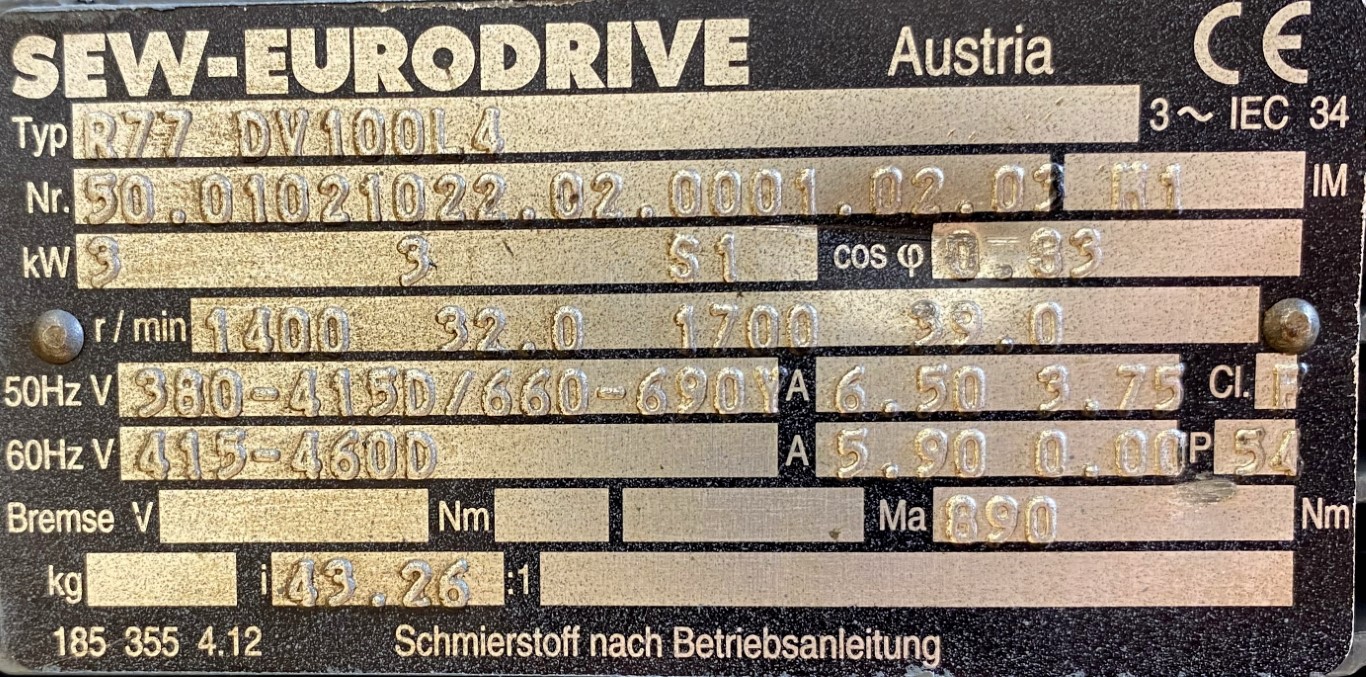 SEW-EURODRIVE Austria CE
Typ R77 DV100L4 3~ IEC 34
Nr. 50.01021022.02.0001.02.01 M1 IM
kW 3 3 S1 cos φ 0.83
r/min 1400 32.0 1700 39.0
50Hz V 380-415D/660-690Y A 6.50 3.75 Cl. F
60Hz V 415-460D A 5.90 0.00 IP 54
Bremse V Nm Ma 890 Nm
kg i 43.26 :1
185 355 4.12 Schmierstoff nach Betriebsanleitung